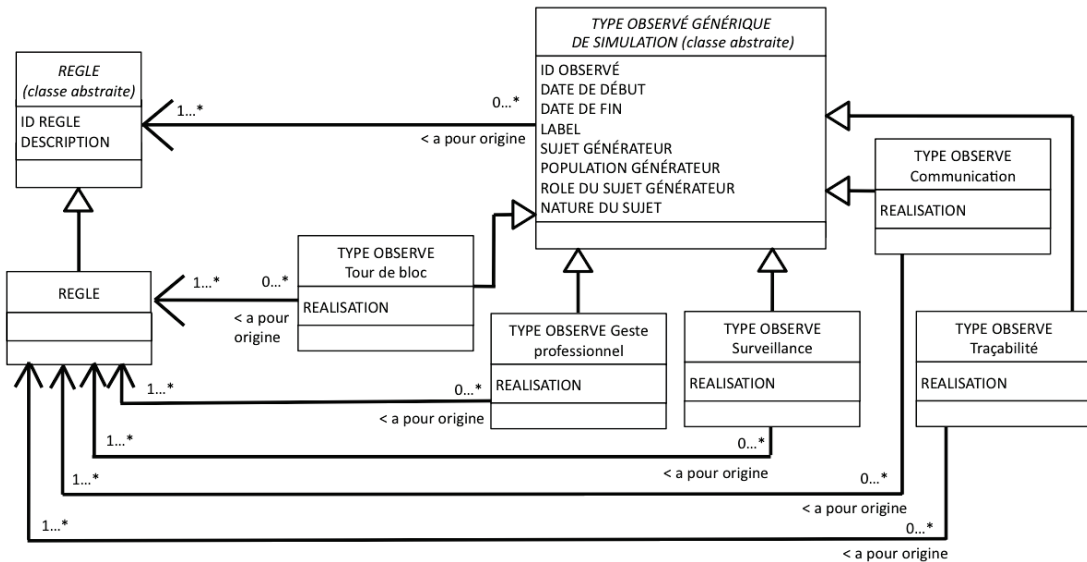 TYPE OBSERVÉ GÉNÉRIQUE
DE SIMULATION (classe abstraite)
ID OBSERVÉ
DATE DE DÉBUT
DATE DE FIN
LABEL
SUJET GÉNÉRATEUR
POPULATION GÉNÉRATEUR
ROLE DU SUJET GÉNÉRATEUR
NATURE DU SUJET
REGLE
(classe abstraite)
ID REGLE
DESCRIPTION
1...*
0...*
< a pour origine
TYPE OBSERVE
Communication
REALISATION
TYPE OBSERVE
Tour de bloc
REALISATION
REGLE
1...*
0...*
< a pour
origine
TYPE OBSERVE Geste
professionnel
REALISATION
TYPE OBSERVE
Surveillance
REALISATION
TYPE OBSERVE
Traçabilité
REALISATION
1...*
0...*
< a pour origine
1...*
0...*
< a pour origine
1...*
0...*
< a pour origine
1...*
0...*
< a pour origine